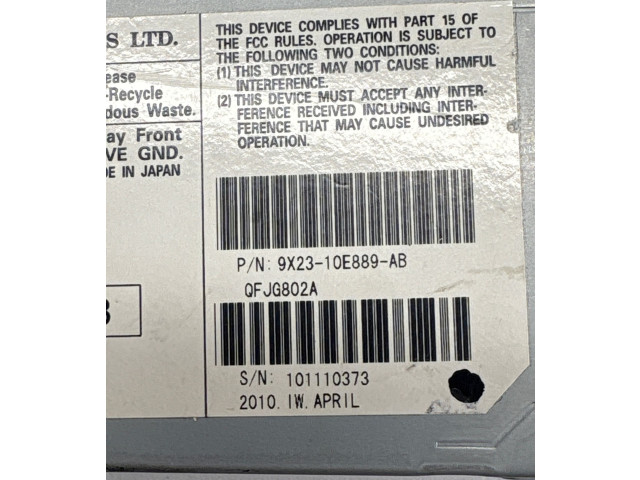 S LTD.
ease
-Recycle
dous Waste.
ay Front
VE GND.
DE IN JAPAN
THIS DEVICE COMPLIES WITH PART 15 OF
THE FCC RULES. OPERATION IS SUBJECT TO
THE FOLLOWING TWO CONDITIONS:
(1) THIS DEVICE MAY NOT CAUSE HARMFUL
INTERFERENCE.
(2) THIS DEVICE MUST ACCEPT ANY INTER-
FERENCE RECEIVED INCLUDING INTER-
FERENCE THAT MAY CAUSE UNDESIRED
OPERATION.
P/N: 9X23-10E889-AB
QFJG802A
S/N: 101110373
2010. IW. APRIL